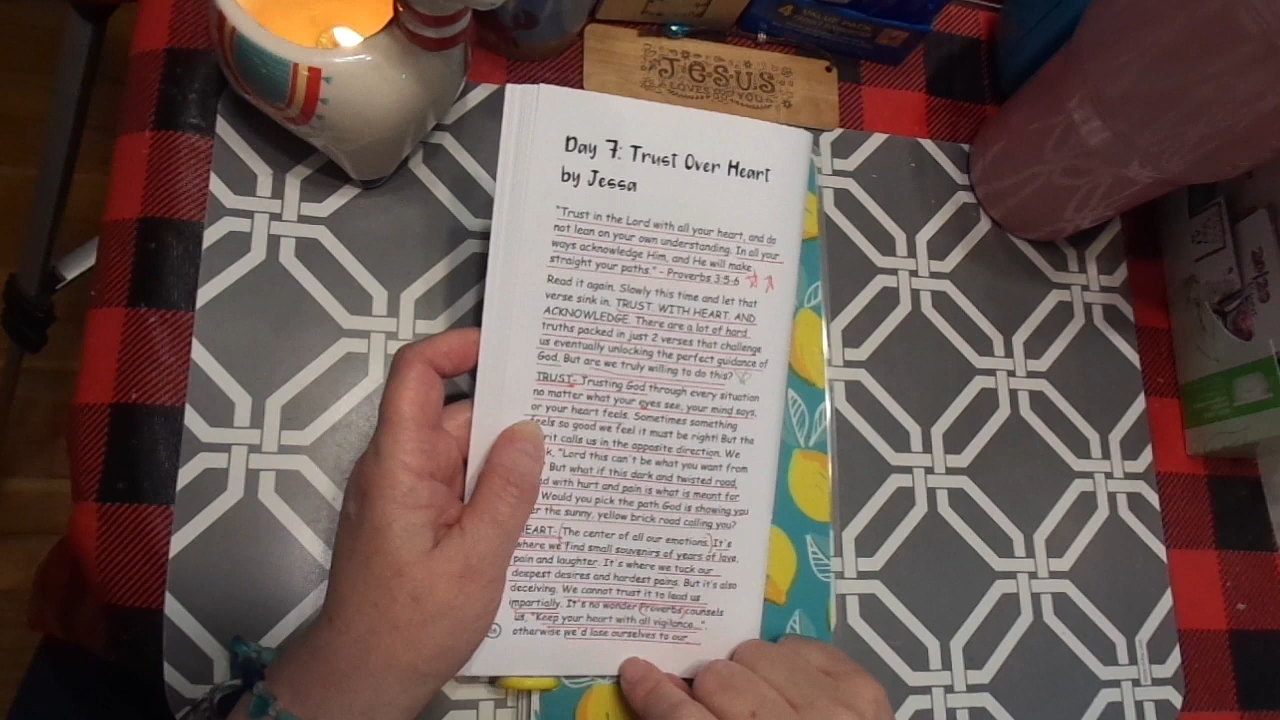 4 VALUE PACK
JESUS
LOVES YOU
Day 7: Trust Over Heart
by Jessa
"Trust in the Lord with all your heart, and do
not lean on your own understanding. In all your
ways acknowledge Him, and He will make
straight your paths." - Proverbs 3:5-6
Read it again. Slowly this time and let that
verse sink in. TRUST. WITH HEART. AND
ACKNOWLEDGE. There are a lot of hard
truths packed in just 2 verses that challenge
us eventually unlocking the perfect guidance of
God. But are we truly willing to do this?
TRUST- Trusting God through every situation
no matter what your eyes see, your mind says,
or your heart feels. Sometimes something
feels so good we feel it must be right! But the
rit calls us in the opposite direction. We
k, "Lord this can't be what you want from
But what if this dark and twisted road,
d with hurt and pain is what is meant for
Would you pick the path God is showing you
er the sunny, yellow brick road calling you?
EART- The center of all our emotions. It's
where we find small souvenirs of years of love,
pain and laughter. It's where we tuck our
deepest desires and hardest pains. But it's also
deceiving. We cannot trust it to lead us
impartially. It's no wonder Proverbs counsels
us, "Keep your heart with all vigilance...",
otherwise we'd lose ourselves to our